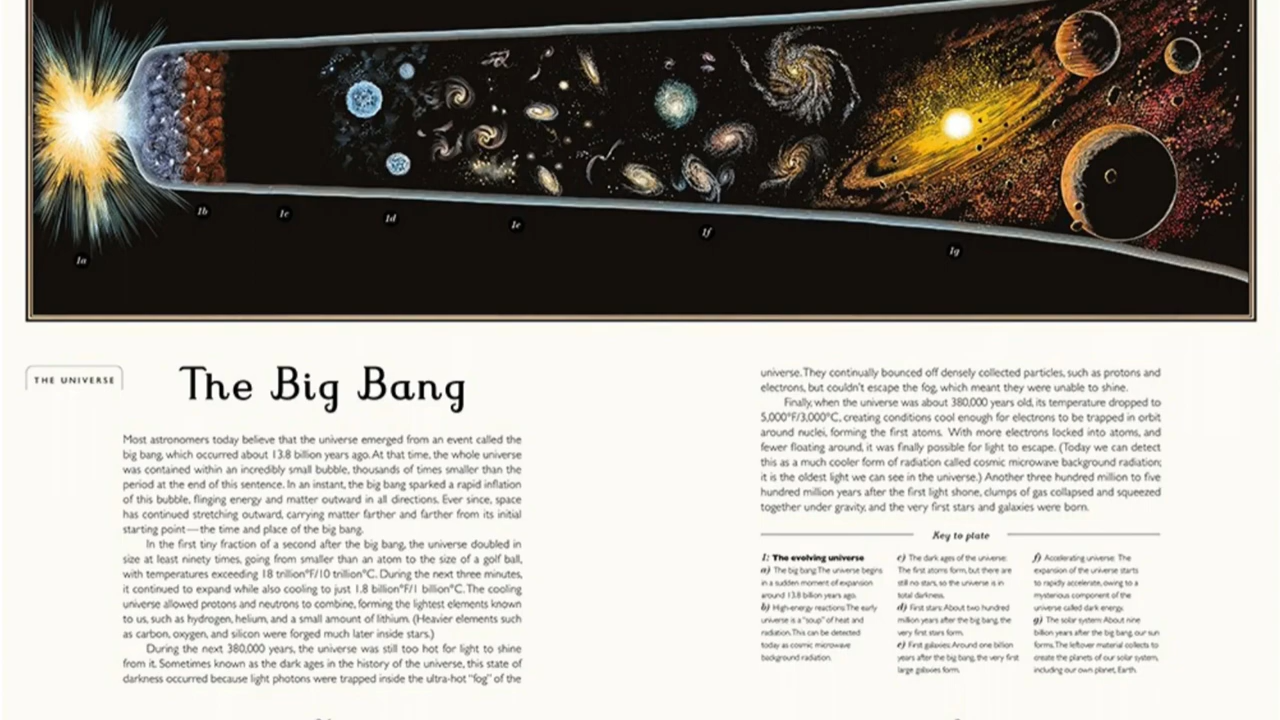 1a
1b
1c
1d
1e
1f
1g
THE UNIVERSE
The Big Bang
Most astronomers today believe that the universe emerged from an event called the
big bang, which occurred about 13.8 billion years ago. At that time, the whole universe
was contained within an incredibly small bubble, thousands of times smaller than the
period at the end of this sentence. In an instant, the big bang sparked a rapid inflation
of this bubble, flinging energy and matter outward in all directions. Ever since, space
has continued stretching outward, carrying matter farther and farther from its initial
starting point—the time and place of the big bang.
In the first tiny fraction of a second after the big bang, the universe doubled in
size at least ninety times, going from smaller than an atom to the size of a golf ball,
with temperatures exceeding 18 trillion°F/10 trillion°C. During the next three minutes,
it continued to expand while also cooling to just 1.8 billion°F/1 billion°C. The cooling
universe allowed protons and neutrons to combine, forming the lightest elements known
to us, such as hydrogen, helium, and a small amount of lithium. (Heavier elements such
as carbon, oxygen, and silicon were forged much later inside stars.)
During the next 380,000 years, the universe was still too hot for light to shine
from it. Sometimes known as the dark ages in the history of the universe, this state of
darkness occurred because light photons were trapped inside the ultra-hot “fog” of the
universe. They continually bounced off densely collected particles, such as protons and
electrons, but couldn’t escape the fog, which meant they were unable to shine.
Finally, when the universe was about 380,000 years old, its temperature dropped to
5,000°F/3,000°C, creating conditions cool enough for electrons to be trapped in orbit
around nuclei, forming the first atoms. With more electrons locked into atoms, and
fewer floating around, it was finally possible for light to escape. (Today we can detect
this as a much cooler form of radiation called cosmic microwave background radiation;
it is the oldest light we can see in the universe.) Another three hundred million to five
hundred million years after the first light shone, clumps of gas collapsed and squeezed
together under gravity, and the very first stars and galaxies were born.
Key to plate
1: The evolving universe
a) The big bang The universe begins
in a sudden moment of expansion
around 13.8 billion years ago.
b) High-energy reactions The early
universe is a “soup” of heat and
radiation. This can be detected
today as cosmic microwave
background radiation.
c) The dark ages of the universe:
The first atoms form, but there are
still no stars, so the universe is in
total darkness.
d) First stars: About two hundred
million years after the big bang, the
very first stars form.
e) First galaxies: Around one billion
years after the big bang, the very first
large galaxies form.
f) Accelerating universe: The
expansion of the universe starts
to rapidly accelerate, owing to a
mysterious component of the
universe called dark energy.
g) The solar system: About nine
billion years after the big bang, our sun
forms. The leftover material collects to
create the planets of our solar system,
including our own planet, Earth.